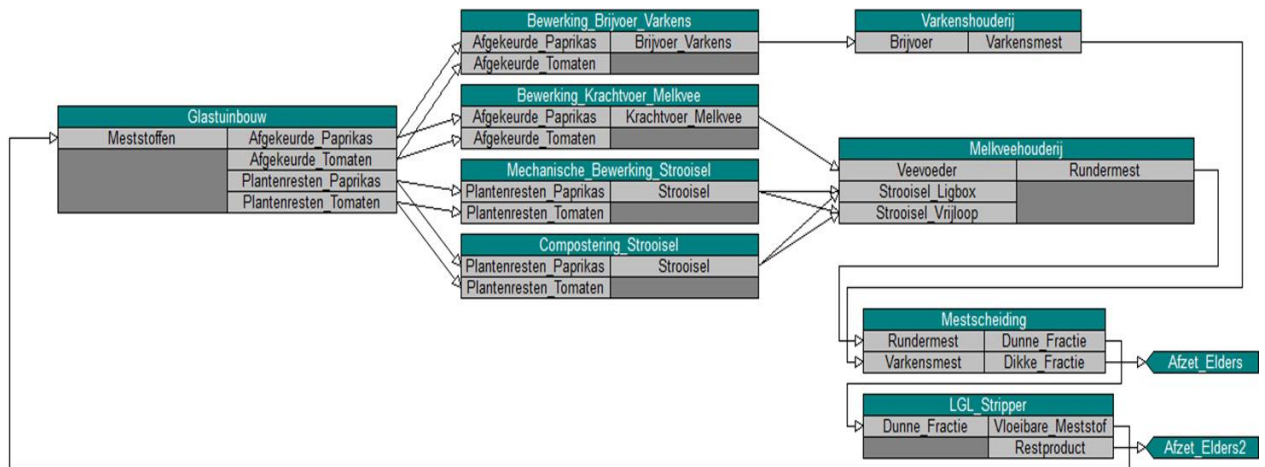 Glastuinbouw
Meststoffen Afgekeurde_Paprikas
Afgekeurde_Tomaten
Plantenresten_Paprikas
Plantenresten_Tomaten
Bewerking_Brijvoer_Varkens
Afgekeurde_Paprikas Brijvoer_Varkens
Afgekeurde_Tomaten
Bewerking_Krachtvoer_Melkvee
Afgekeurde_Paprikas Krachtvoer_Melkvee
Afgekeurde_Tomaten
Mechanische_Bewerking_Strooisel
Plantenresten_Paprikas Strooisel
Plantenresten_Tomaten
Compostering_Strooisel
Plantenresten_Paprikas Strooisel
Plantenresten_Tomaten
Varkenshouderij
Brijvoer Varkensmest
Melkveehouderij
Veevoeder Rundermest
Strooisel_Ligbox
Strooisel_Vrijloop
Mestscheiding
Rundermest Dunne_Fractie
Varkensmest Dikke_Fractie Afzet_Elders
LGL_Stripper
Dunne_Fractie Vloeibare_Meststof
Restproduct Afzet_Elders2